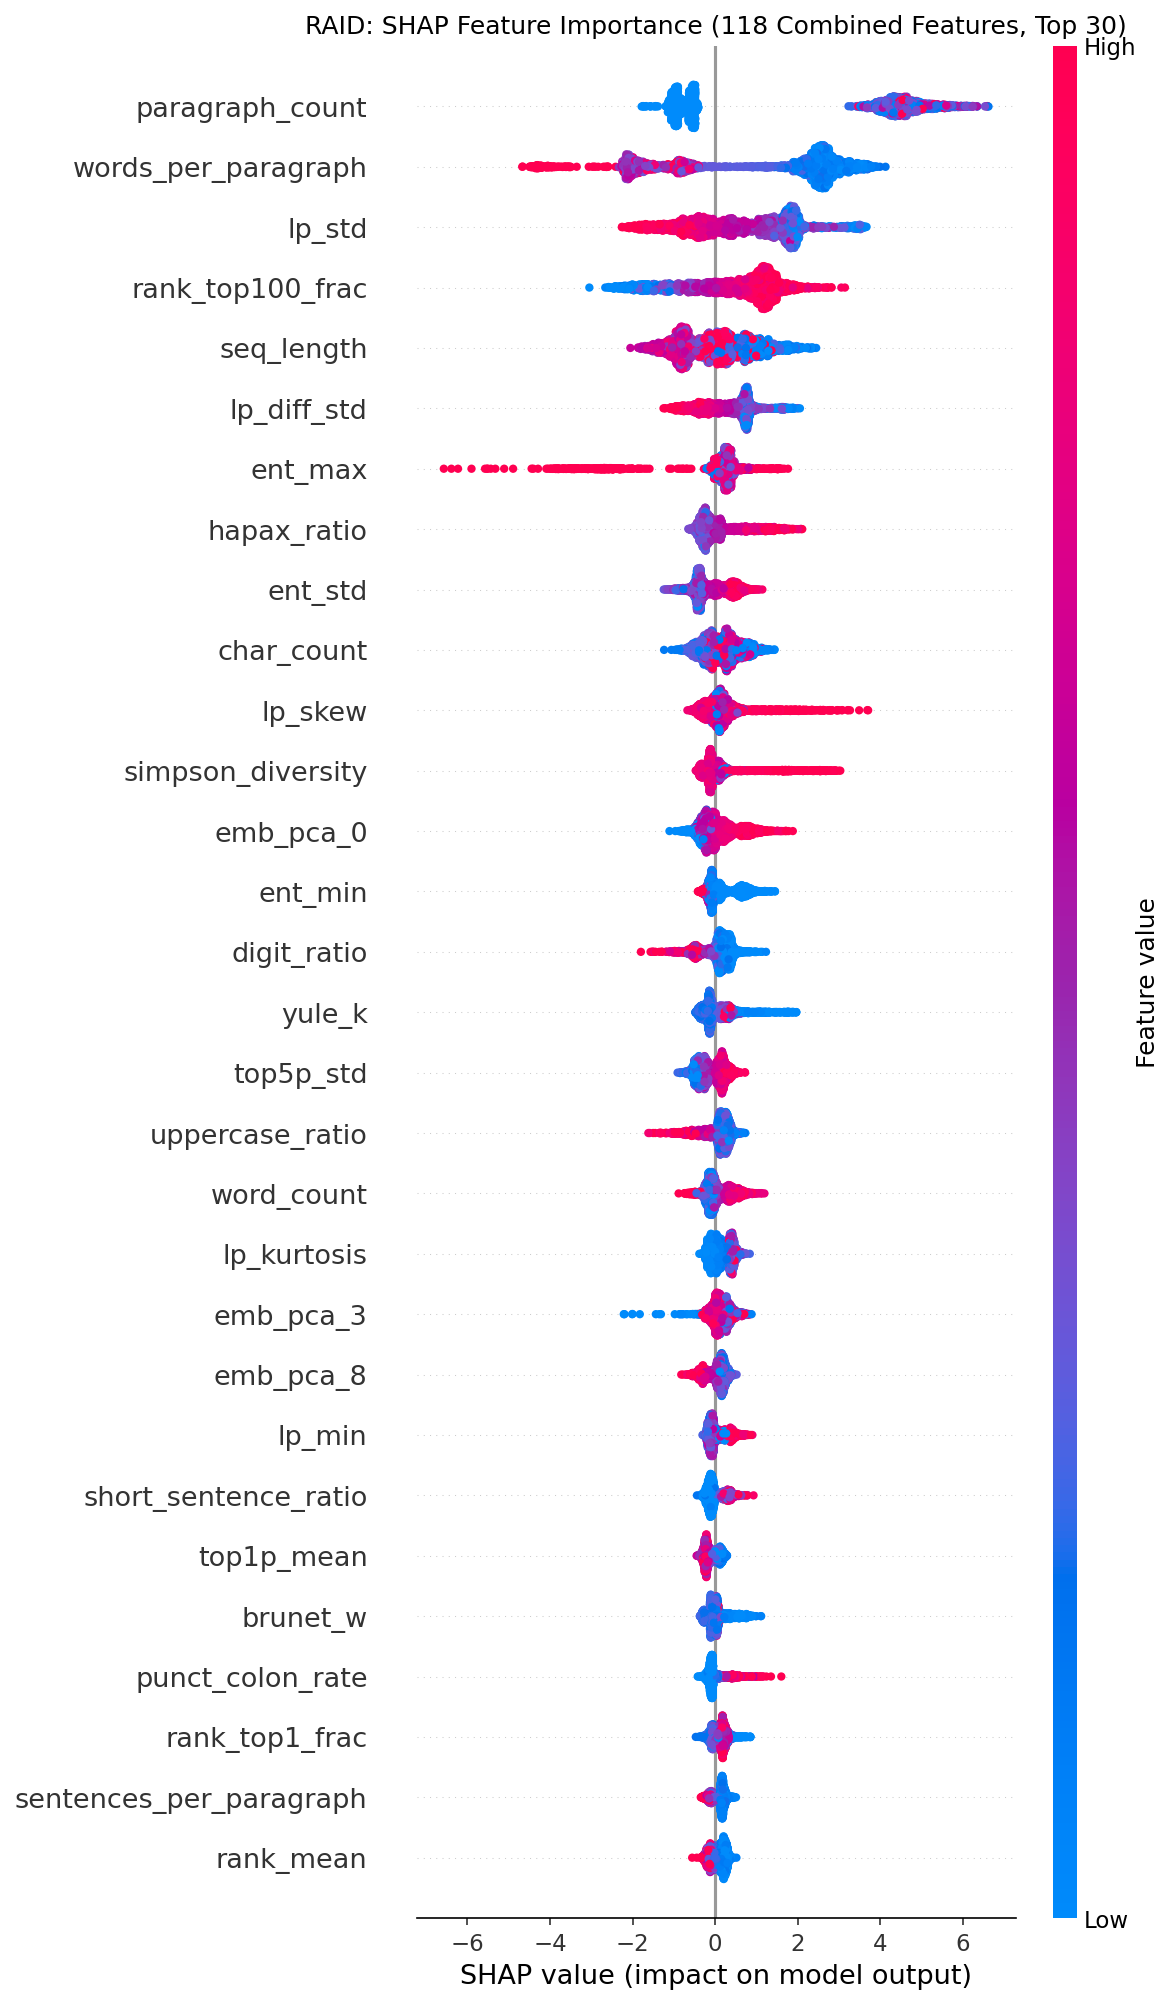 RAID: SHAP Feature Importance (118 Combined Features, Top 30)
High
paragraph_count
words_per_paragraph
lp_std
rank_top100_frac
seq_length
lp_diff_std
ent_max
hapax_ratio
ent_std
char_count
lp_skew
simpson_diversity
emb_pca_0
ent_min
digit_ratio
yule_k
top5p_std
uppercase_ratio
word_count
lp_kurtosis
emb_pca_3
emb_pca_8
lp_min
short_sentence_ratio
top1p_mean
brunet_w
punct_colon_rate
rank_top1_frac
sentences_per_paragraph
rank_mean
Feature value
Low
−6 −4 −2 0 2 4 6
SHAP value (impact on model output)